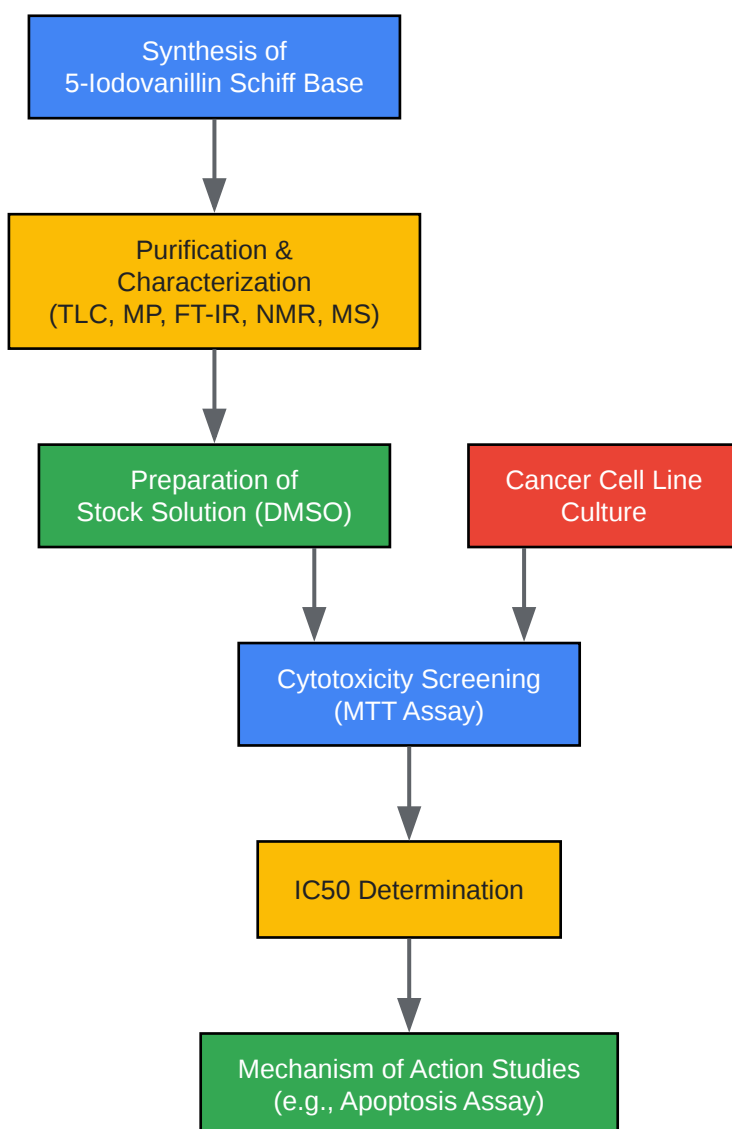 Synthesis of
5-Iodovanillin Schiff Base
Purification &
Characterization
(TLC, MP, FT-IR, NMR, MS)
Preparation of
Stock Solution (DMSO)
Cancer Cell Line
Culture
Cytotoxicity Screening
(MTT Assay)
IC50 Determination
Mechanism of Action Studies
(e.g., Apoptosis Assay)